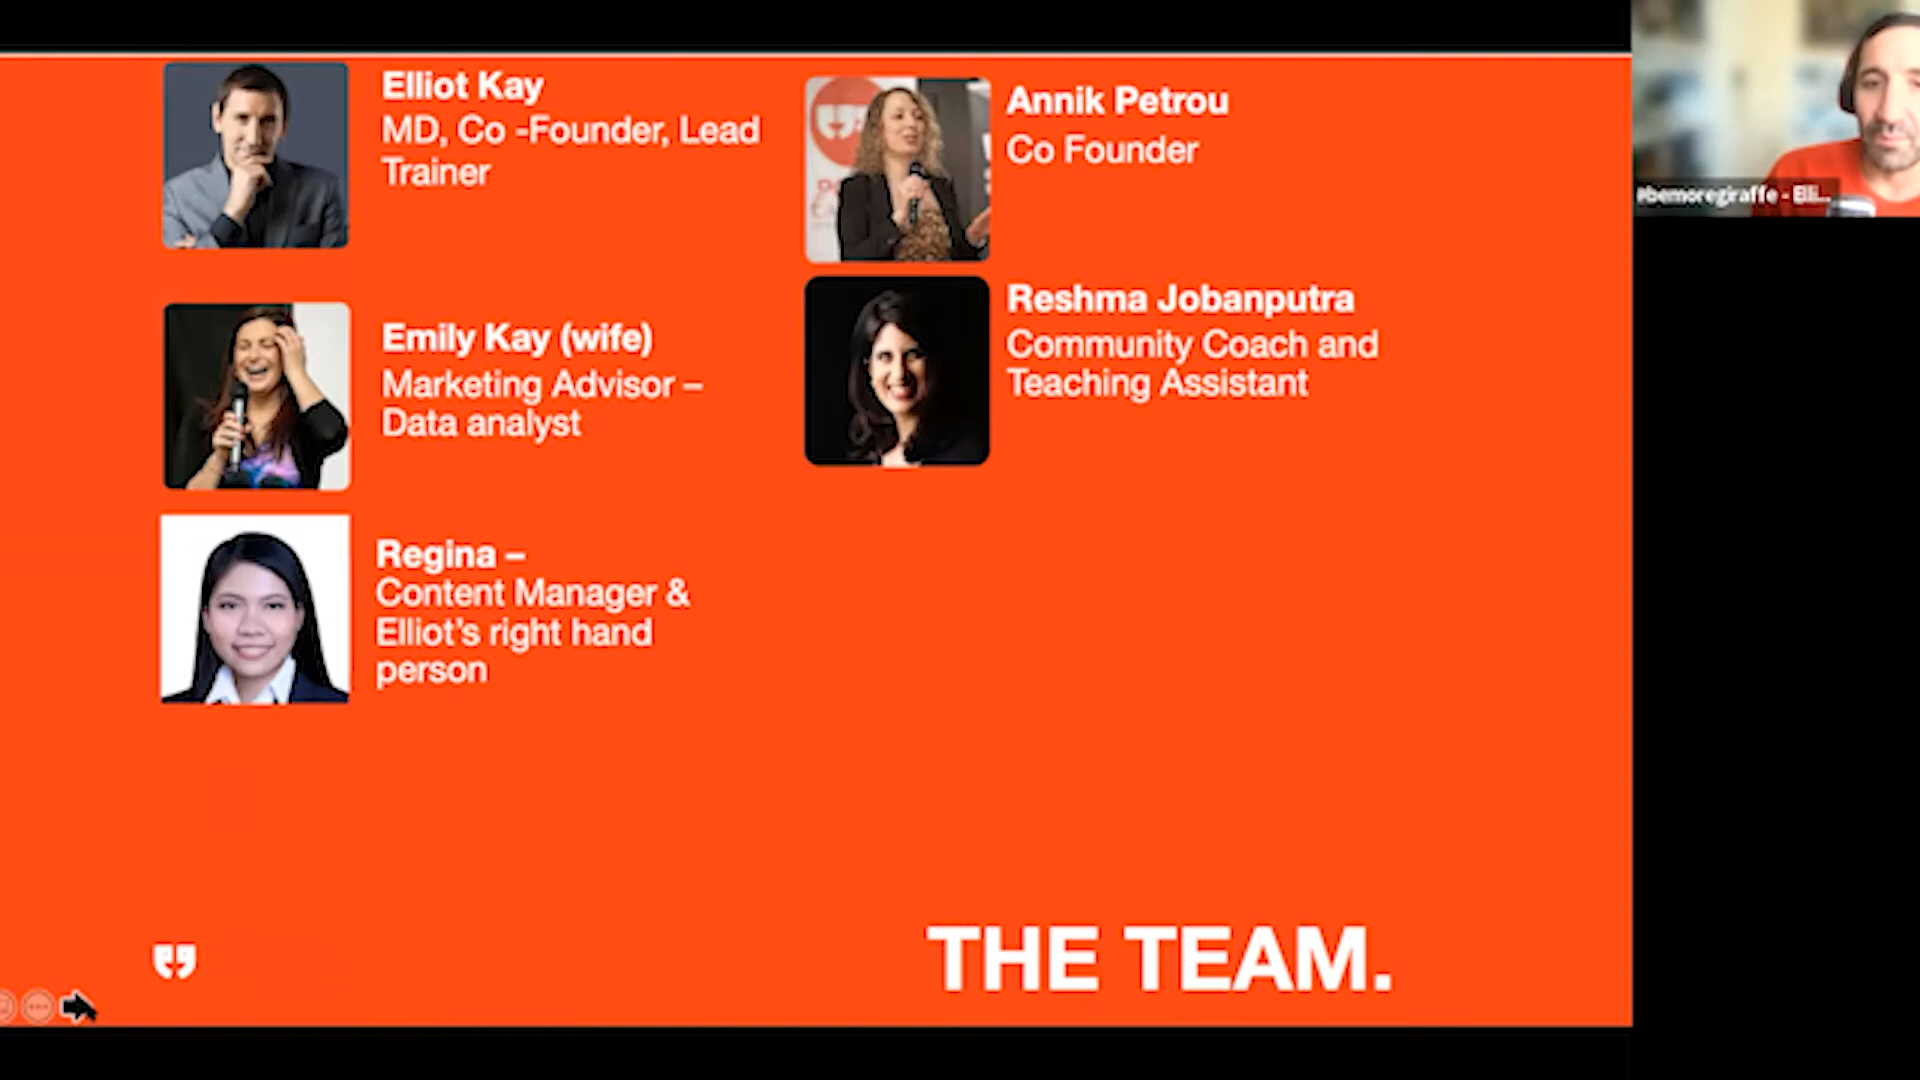 Elliot Kay
MD, Co -Founder, Lead
Trainer
Annik Petrou
Co Founder
Emily Kay (wife)
Marketing Advisor –
Data analyst
Reshma Jobanputra
Community Coach and
Teaching Assistant
Regina –
Content Manager &
Elliot’s right hand
person
THE TEAM.
#bemoregiraffe - Elli...